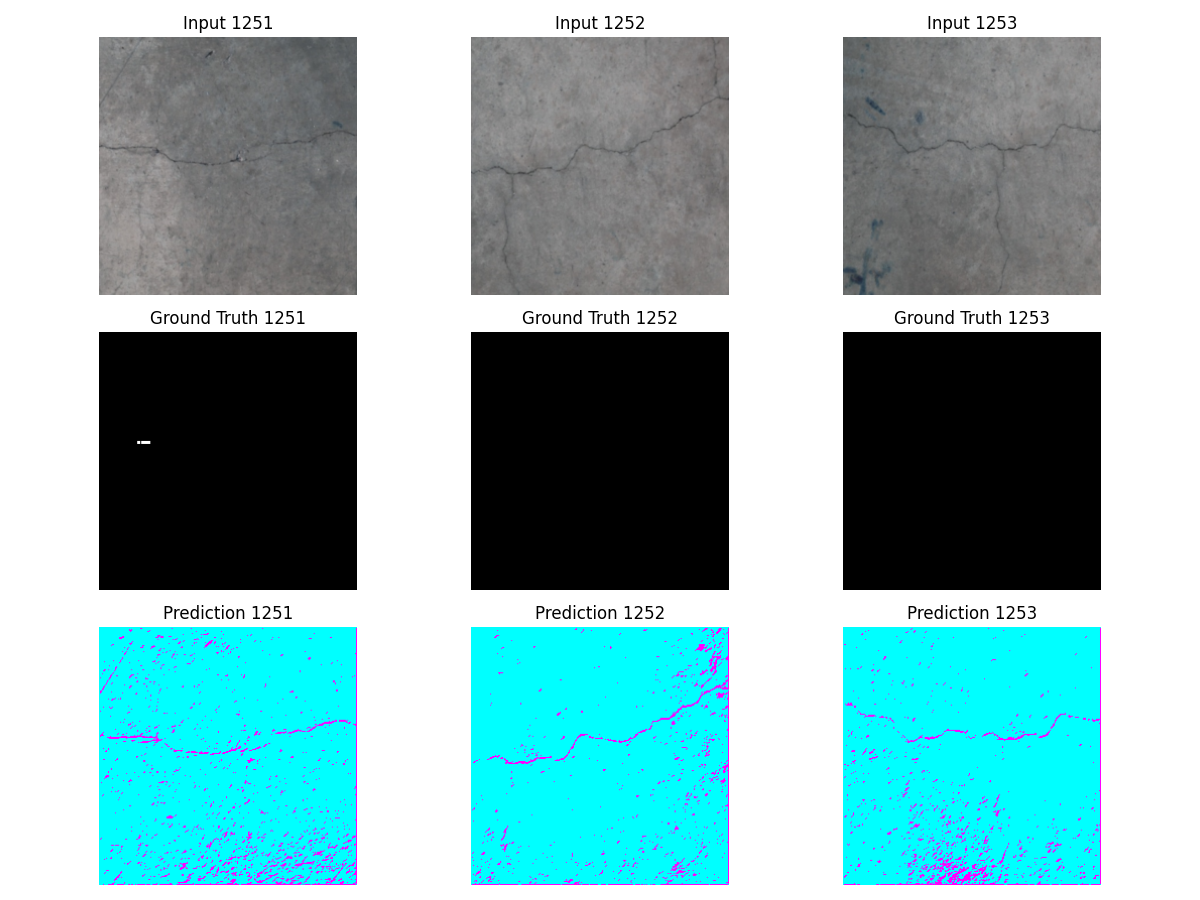 Input 1251
Input 1252
Input 1253
Ground Truth 1251
Ground Truth 1252
Ground Truth 1253
Prediction 1251
Prediction 1252
Prediction 1253